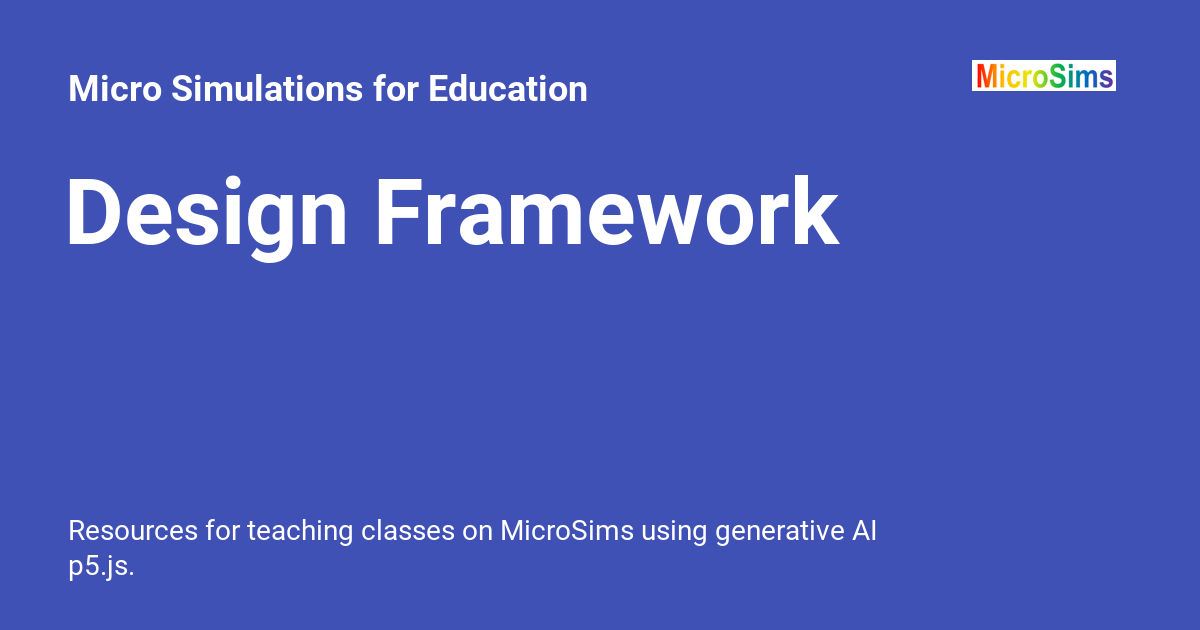 Micro Simulations for Education
MicroSims
Design Framework
Resources for teaching classes on MicroSims using generative AI
p5.js.